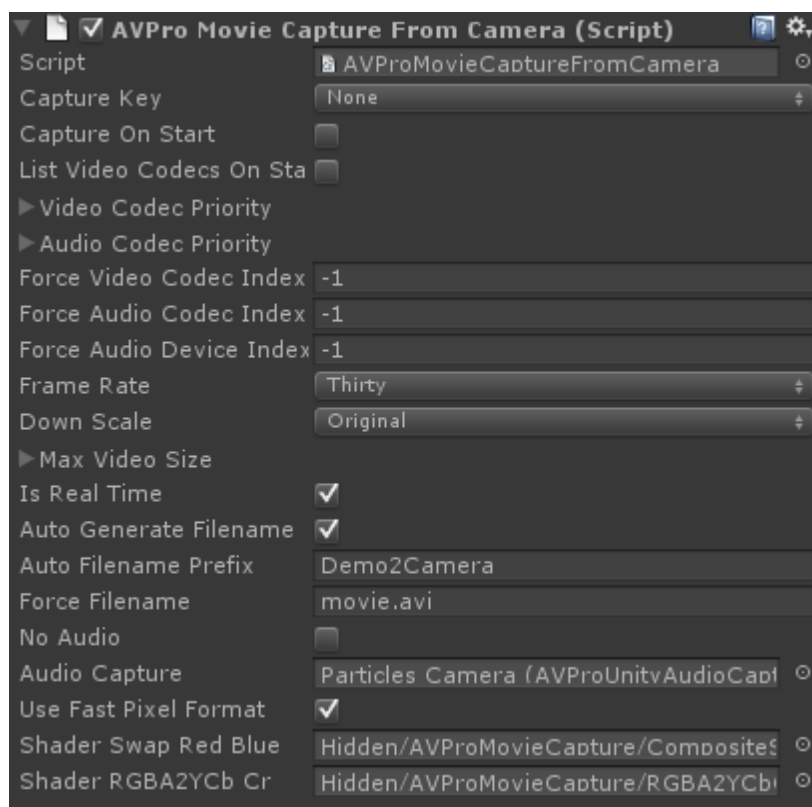 AVPro Movie Capture From Camera (Script)
Script AVProMovieCaptureFromCamera
Capture Key None
Capture On Start
List Video Codecs On Sta
Video Codec Priority
Audio Codec Priority
Force Video Codec Index -1
Force Audio Codec Index -1
Force Audio Device Index -1
Frame Rate Thirty
Down Scale Original
Max Video Size
Is Real Time
Auto Generate Filename
Auto Filename Prefix Demo2Camera
Force Filename movie.avi
No Audio
Audio Capture Particles Camera (AVProUnityAudioCapt
Use Fast Pixel Format
Shader Swap Red Blue Hidden/AVProMovieCapture/CompositeS
Shader RGBA2YCb Cr Hidden/AVProMovieCapture/RGBA2YCb